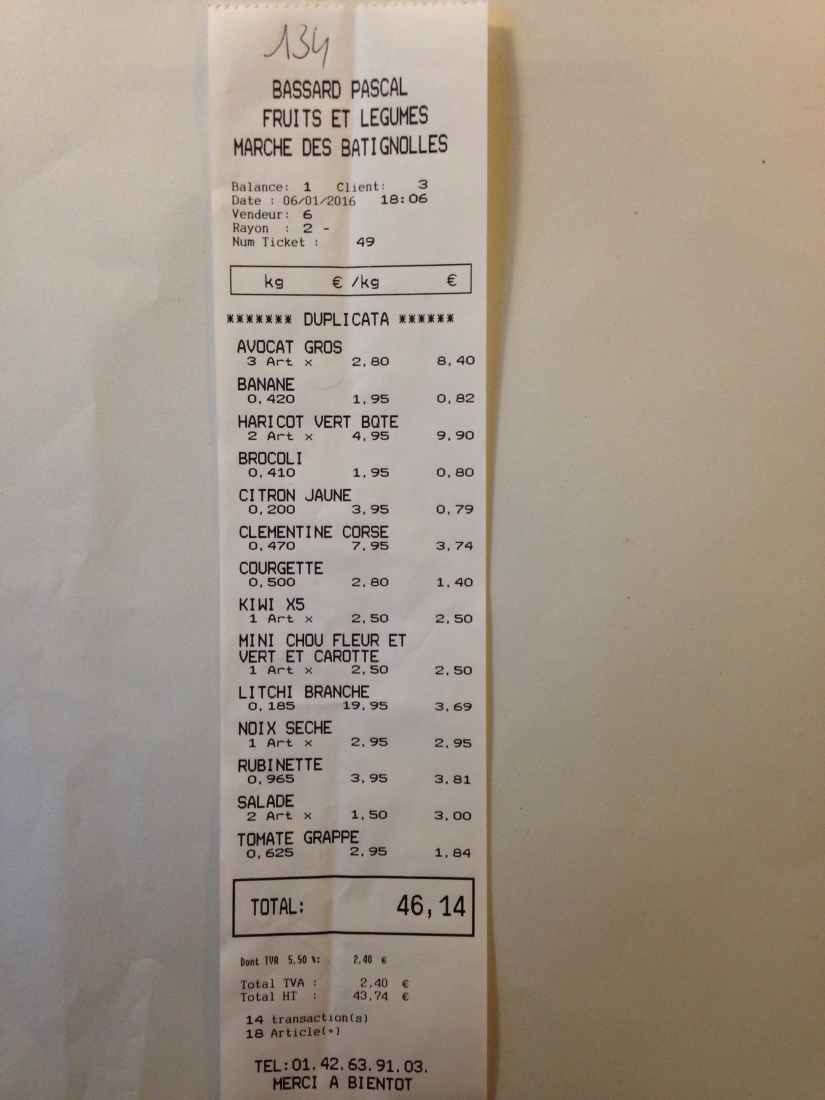 134
BASSARD PASCAL
FRUITS ET LEGUMES
MARCHE DES BATIGNOLLES
Balance: 1 Client: 3
Date : 06/01/2016 18:06
Vendeur: 6
Rayon : 2 -
Num Ticket : 49
kg € /kg €
******* DUPLICATA ******
AVOCAT GROS
3 Art x 2,80 8,40
BANANE
0,420 1,95 0,82
HARICOT VERT BQTE
2 Art x 4,95 9,90
BROCOLI
0,410 1,95 0,80
CITRON JAUNE
0,200 3,95 0,79
CLEMENTINE CORSE
0,470 7,95 3,74
COURGETTE
0,500 2,80 1,40
KIWI X5
1 Art x 2,50 2,50
MINI CHOU FLEUR ET
VERT ET CAROTTE
1 Art x 2,50 2,50
LITCHI BRANCHE
0,185 19,95 3,69
NOIX SECHE
1 Art x 2,95 2,95
RUBINETTE
0,965 3,95 3,81
SALADE
2 Art x 1,50 3,00
TOMATE GRAPPE
0,625 2,95 1,84
TOTAL: 46,14
Dont TVA 5,50 %: 2,40 €
Total TVA : 2,40 €
Total HT : 43,74 €
14 transaction(s)
18 Article(+)
TEL:01.42.63.91.03.
MERCI A BIENTOT